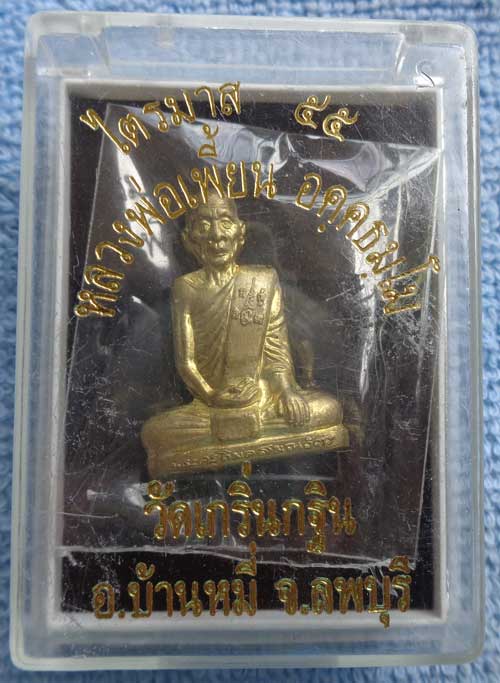 ไตรมาส ๕๕
หลวงพ่อเพี้ยน อคฺคธมฺโม
วัดเกริ่นกฐิน
อ.บ้านหมี่ จ.ลพบุรี